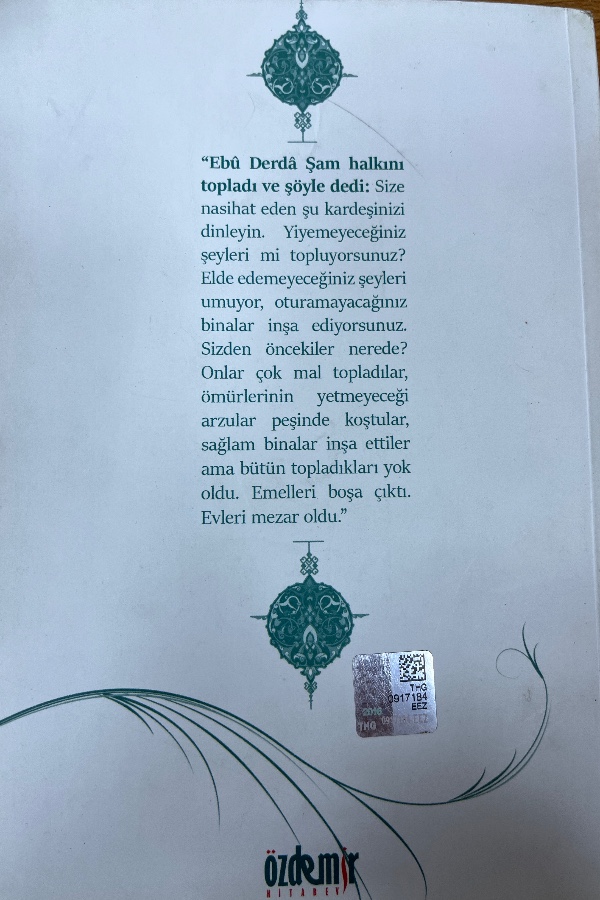 “Ebû Derdâ Şam halkını
topladı ve şöyle dedi: Size
nasihat eden şu kardeşinizi
dinleyin. Yiyemeyeceğiniz
şeyleri mi topluyorsunuz?
Elde edemeyeceğiniz şeyleri
umuyor, oturamayacağınız
binalar inşa ediyorsunuz.
Sizden öncekiler nerede?
Onlar çok mal topladılar,
ömürlerinin yetmeyeceği
arzular peşinde koştular,
sağlam binalar inşa ettiler
ama bütün topladıkları yok
oldu. Emelleri boşa çıktı.
Evleri mezar oldu.”
THG
0917184
EEZ
THG
özdemir